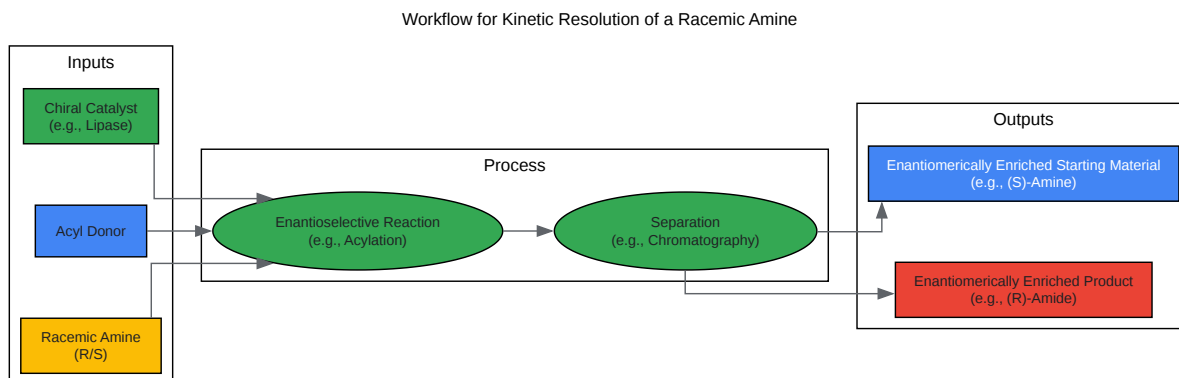 Workflow for Kinetic Resolution of a Racemic Amine
Inputs
Chiral Catalyst
(e.g., Lipase)
Acyl Donor
Racemic Amine
(R/S)
Process
Enantioselective Reaction
(e.g., Acylation)
Separation
(e.g., Chromatography)
Outputs
Enantiomerically Enriched Starting Material
(e.g., (S)-Amine)
Enantiomerically Enriched Product
(e.g., (R)-Amide)